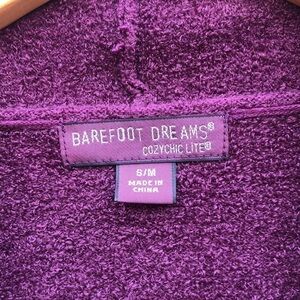 BAREFOOT DREAMS®
COZYCHIC LITE®
S/M
MADE IN
CHINA